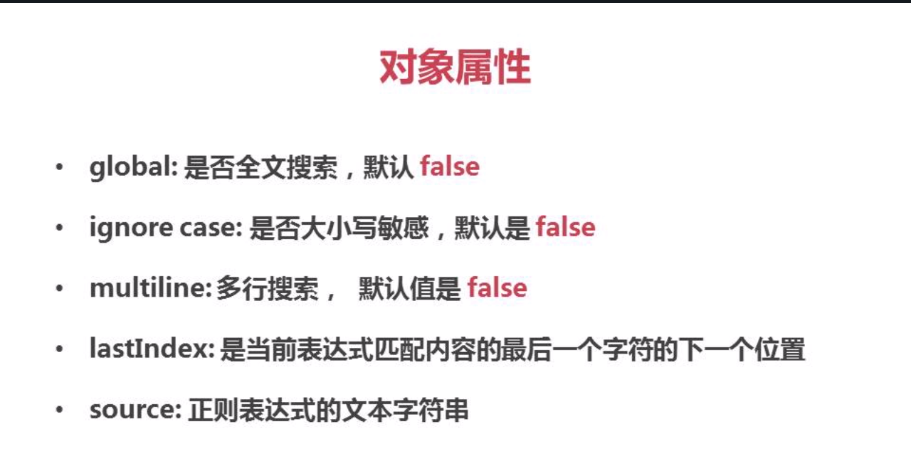 对象属性
• global: 是否全文搜索，默认 false
• ignore case: 是否大小写敏感，默认是 false
• multiline: 多行搜索， 默认值是 false
• lastIndex: 是当前表达式匹配内容的最后一个字符的下一个位置
• source: 正则表达式的文本字符串